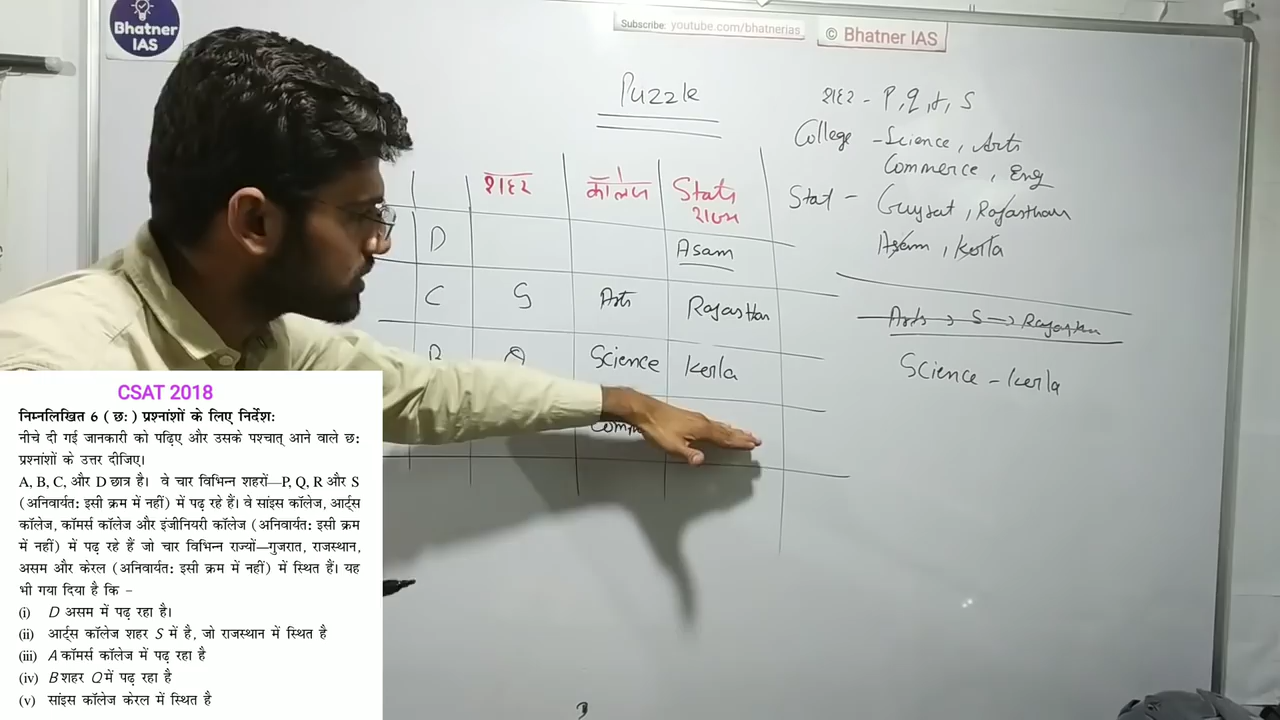 Bhatner
IAS
Subscribe: youtube.com/bhatnerias
© Bhatner IAS
Puzzle
शहर - P, q, r, S
College - Science, Arts
Commerce, Eng
Stat - Gujrat, Rajasthan
Asam, Kerla
Arts → S → Rajasthan
Science - Kerla
शहर कॉलेज State
राज्य
D Asam
C S Arts Rajasthan
B Q Science Kerla
CSAT 2018
निम्नलिखित 6 ( छः ) प्रश्नांशों के लिए निर्देशः
नीचे दी गई जानकारी को पढ़िए और उसके पश्चात् आने वाले छः
प्रश्नांशों के उत्तर दीजिए।
A, B, C, और D छात्र है। वे चार विभिन्न शहरों—P, Q, R और S
(अनिवार्यतः इसी क्रम में नहीं) में पढ़ रहे हैं। वे सांइस कॉलेज, आर्ट्स
कॉलेज, कॉमर्स कॉलेज और इंजीनियरी कॉलेज (अनिवार्यतः इसी क्रम
में नहीं) में पढ़ रहे हैं जो चार विभिन्न राज्यों—गुजरात, राजस्थान,
असम और केरल (अनिवार्यतः इसी क्रम में नहीं) में स्थित हैं। यह
भी गया दिया है कि -
(i) D असम में पढ़ रहा है।
(ii) आर्ट्स कॉलेज शहर S में है, जो राजस्थान में स्थित है
(iii) A कॉमर्स कॉलेज में पढ़ रहा है
(iv) B शहर Q में पढ़ रहा है
(v) सांइस कॉलेज केरल में स्थित है